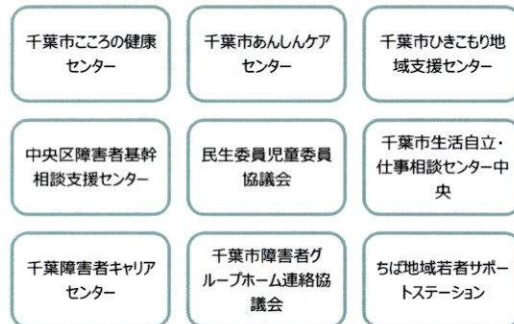 千葉市こころの健康
センター
千葉市あんしんケア
センター
千葉市ひきこもり地
域支援センター
中央区障害者基幹
相談支援センター
民生委員児童委員
協議会
千葉市生活自立・
仕事相談センター中
央
千葉障害者キャリア
センター
千葉市障害者グ
ループホーム連絡協
議会
ちば地域若者サポー
トステーション